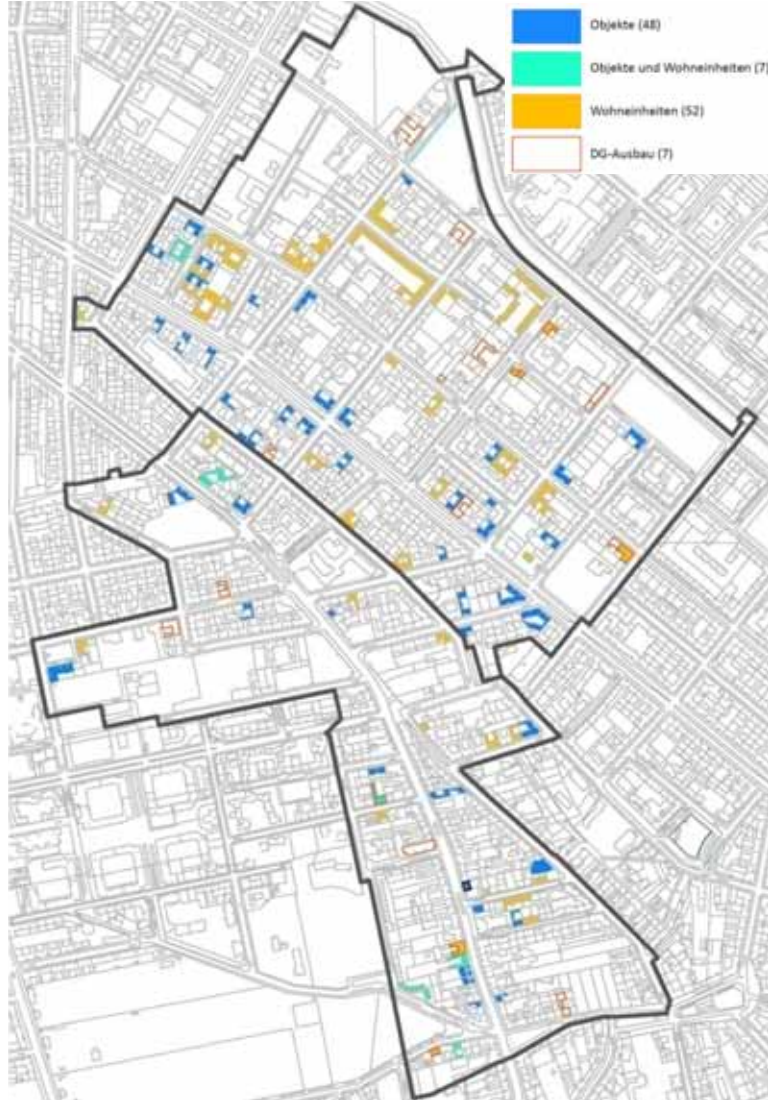 Objekte (48)
Objekte und Wohneinheiten (7)
Wohneinheiten (52)
DG-Ausbau (7)